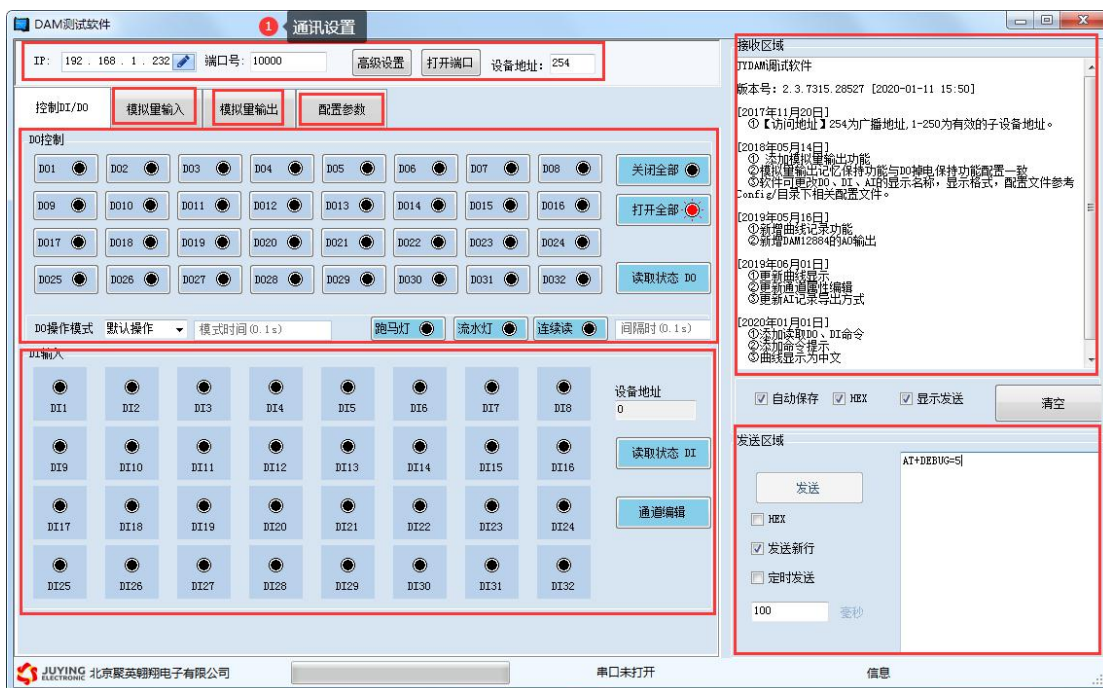 DAM测试软件
1 通讯设置
IP: 192 . 168 . 1 . 232 端口号: 10000 高级设置 打开端口 设备地址: 254
控制DI/DO 模拟量输入 模拟量输出 配置参数
DO控制
DO1 DO2 DO3 DO4 DO5 DO6 DO7 DO8 关闭全部
DO9 DO10 DO11 DO12 DO13 DO14 DO15 DO16 打开全部
DO17 DO18 DO19 DO20 DO21 DO22 DO23 DO24
DO25 DO26 DO27 DO28 DO29 DO30 DO31 DO32 读取状态 DO
DO操作模式 默认操作 模式时间(0.1s) 跑马灯 流水灯 连续读 间隔时(0.1s)
DI输入
DI1 DI2 DI3 DI4 DI5 DI6 DI7 DI8
设备地址
0
DI9 DI10 DI11 DI12 DI13 DI14 DI15 DI16
读取状态 DI
DI17 DI18 DI19 DI20 DI21 DI22 DI23 DI24
通道编辑
DI25 DI26 DI27 DI28 DI29 DI30 DI31 DI32
接收区域
JYDAM调试软件
版本号: 2.3.7315.28527 [2020-01-11 15:50]
[2017年11月20日]
①【访问地址】254为广播地址,1-250为有效的子设备地址。
[2018年05月14日]
① 添加模拟量输出功能
②模拟量输出记忆保持功能与DO掉电保持功能配置一致
③软件可更改DO、DI、AI的显示名称，显示格式，配置文件参考
Config/目录下相关配置文件。
[2019年05月16日]
①新增曲线记录功能
②新增DAM12884的AO输出
[2019年06月01日]
①更新曲线显示
②更新通道属性编辑
③更新AI记录导出方式
[2020年01月01日]
①添加读取DO、DI命令
②添加命令提示
③曲线显示为中文
自动保存 HEX 显示发送 清空
发送区域
AT+DEBUG=5
发送
HEX
发送新行
定时发送
100 毫秒
JUYING ELECTRONIC 北京聚英翱翔电子有限公司 串口未打开 信息